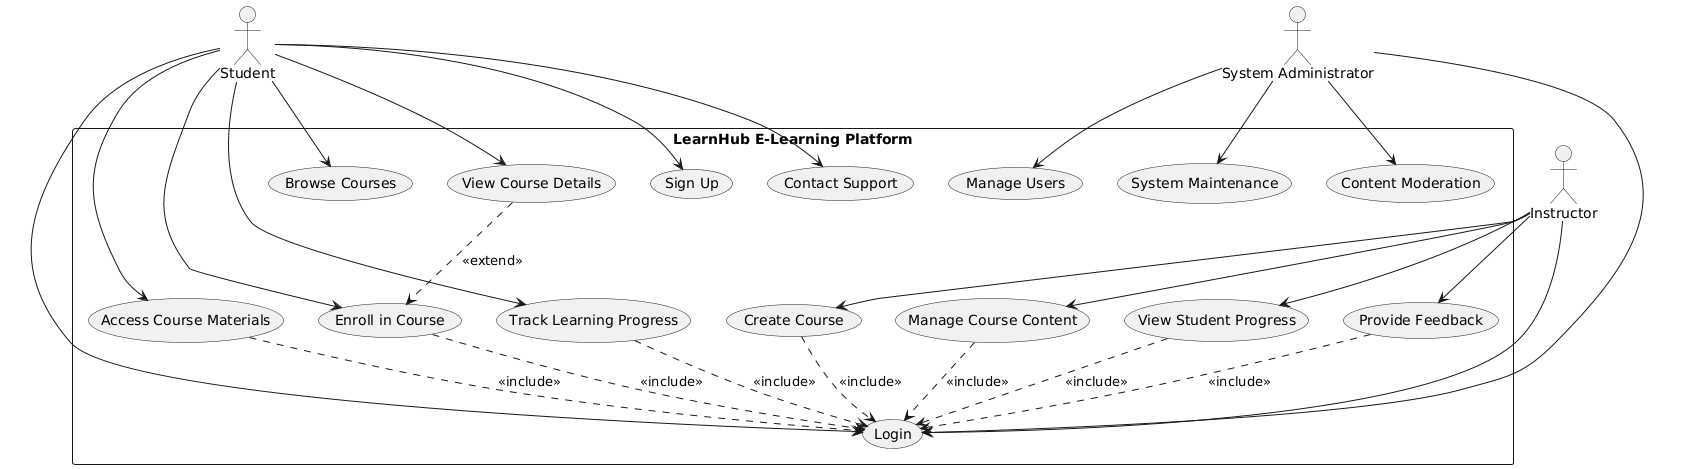 Student
System Administrator
LearnHub E-Learning Platform
Browse Courses
View Course Details
Sign Up
Contact Support
Manage Users
System Maintenance
Content Moderation
Instructor
«extend»
Access Course Materials
Enroll in Course
Track Learning Progress
Create Course
Manage Course Content
View Student Progress
Provide Feedback
«include»
«include»
«include»
«include»
«include»
«include»
«include»
Login